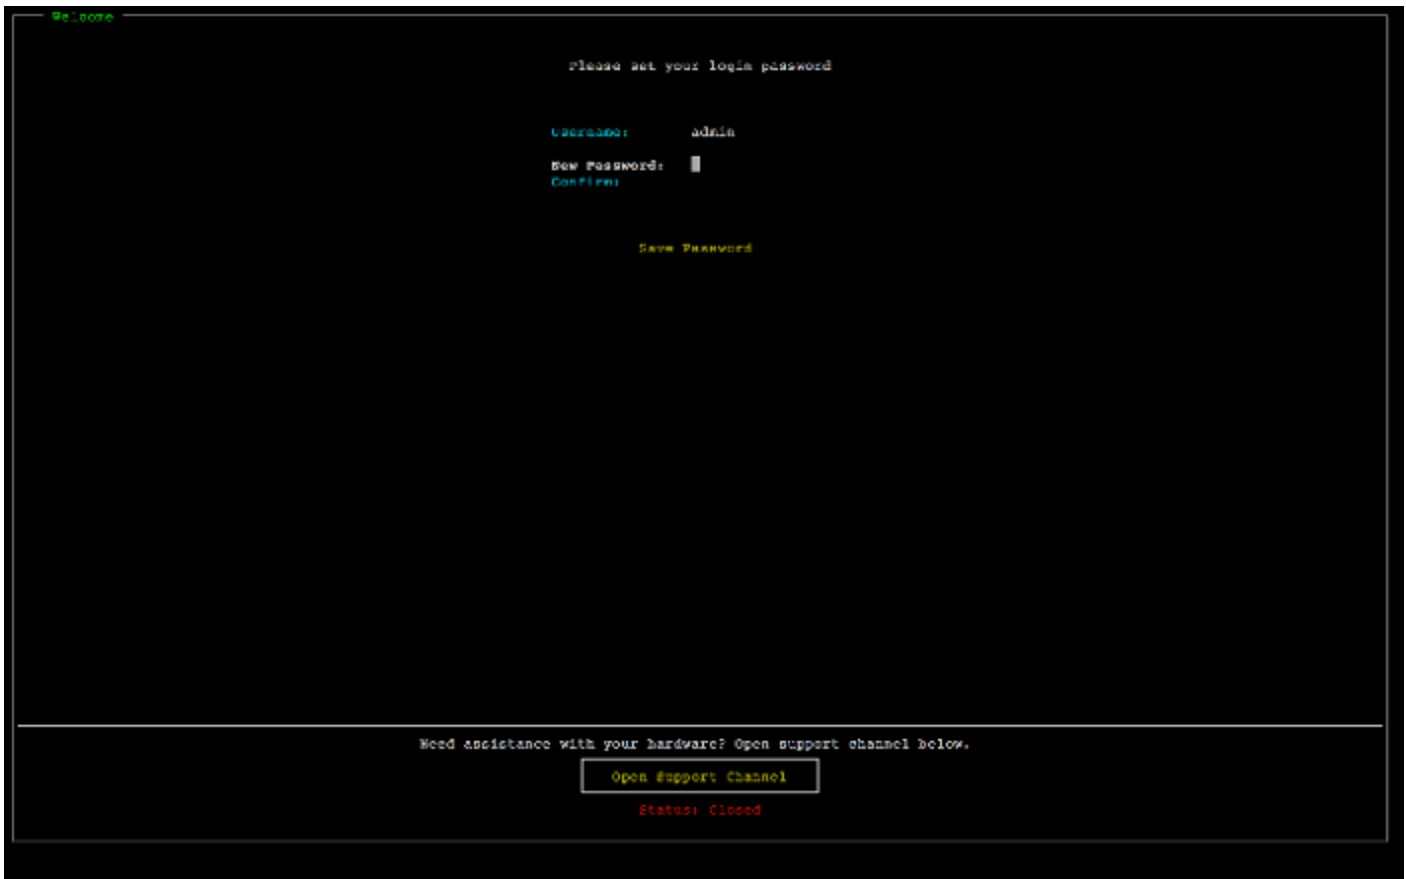 Welcome
Please set your login password
Username: admin
New Password:
Confirm:
Save Password
Need assistance with your hardware? Open support channel below.
Open Support Channel
Status: Closed